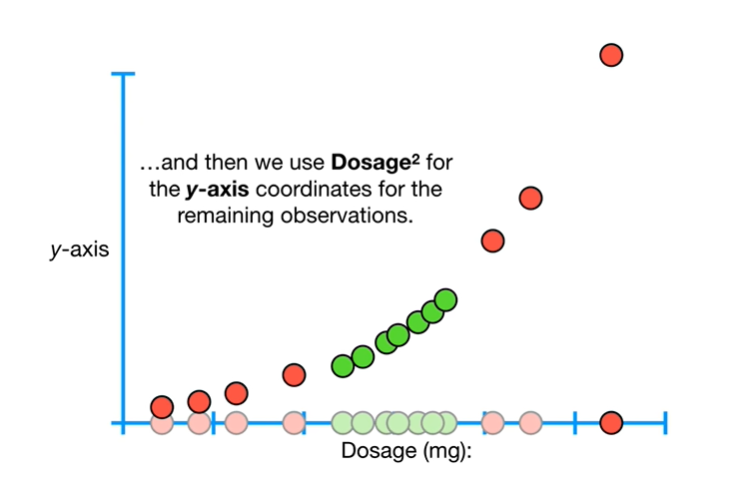 …and then we use Dosage² for
the y-axis coordinates for the
remaining observations.
y-axis
Dosage (mg):